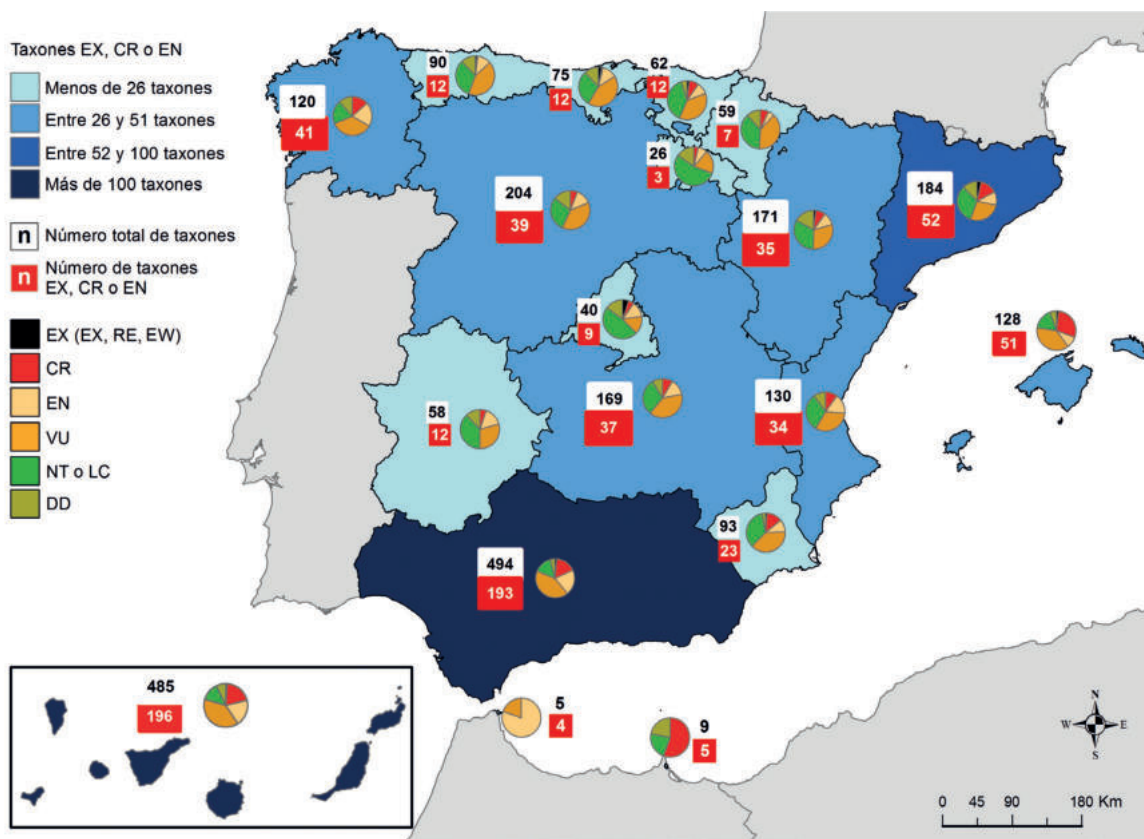 Taxones EX, CR o EN
Menos de 26 taxones
Entre 26 y 51 taxones
Entre 52 y 100 taxones
Más de 100 taxones
n Número total de taxones
n Número de taxones
EX, CR o EN
EX (EX, RE, EW)
CR
EN
VU
NT o LC
DD
120
41
90
12
75
12
62
12
59
7
26
3
204
39
171
35
184
52
40
9
128
51
58
12
169
37
130
34
93
23
494
193
485
196
5
4
9
5
N
W E
S
0 45 90 180 Km